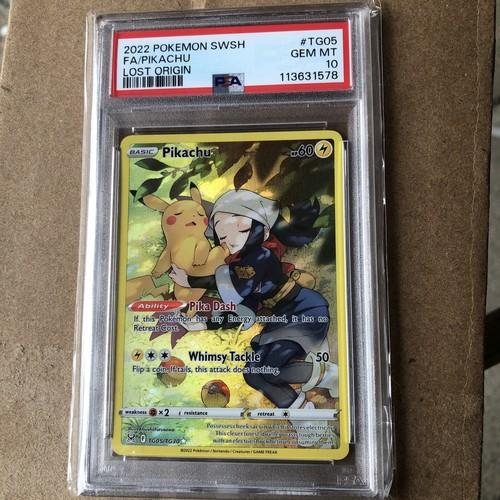 2022 POKEMON SWSH #TG05
FA/PIKACHU GEM MT
LOST ORIGIN 10
PSA 113631578
BASIC Pikachu HP60
Ability Pika Dash
If this Pokémon has any Energy attached, it has no
Retreat Cost.
Whimsy Tackle 50
Flip a coin. If tails, this attack does nothing.
weakness ×2 resistance retreat
TG05/TG30
©2022 Pokémon / Nintendo / Creatures / GAME FREAK